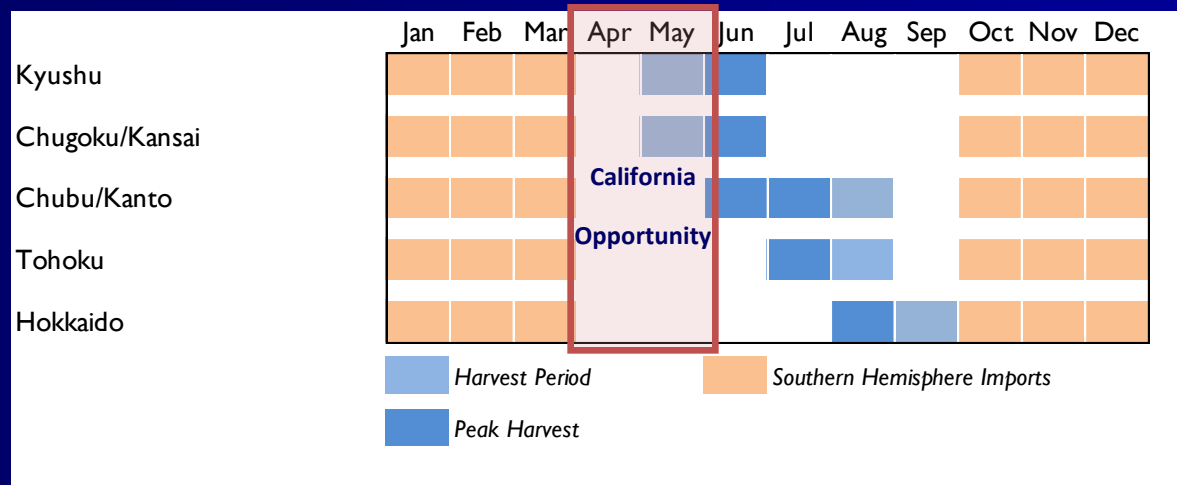 Jan Feb Mar Apr May Jun Jul Aug Sep Oct Nov Dec
Kyushu
Chugoku/Kansai
California
Chubu/Kanto
Opportunity
Tohoku
Hokkaido
Harvest Period Southern Hemisphere Imports
Peak Harvest